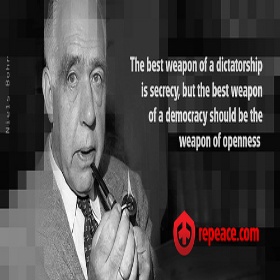 Niels Bohr
The best weapon of a dictatorship
is secrecy, but the best weapon
of a democracy should be the
weapon of openness
repeace.com